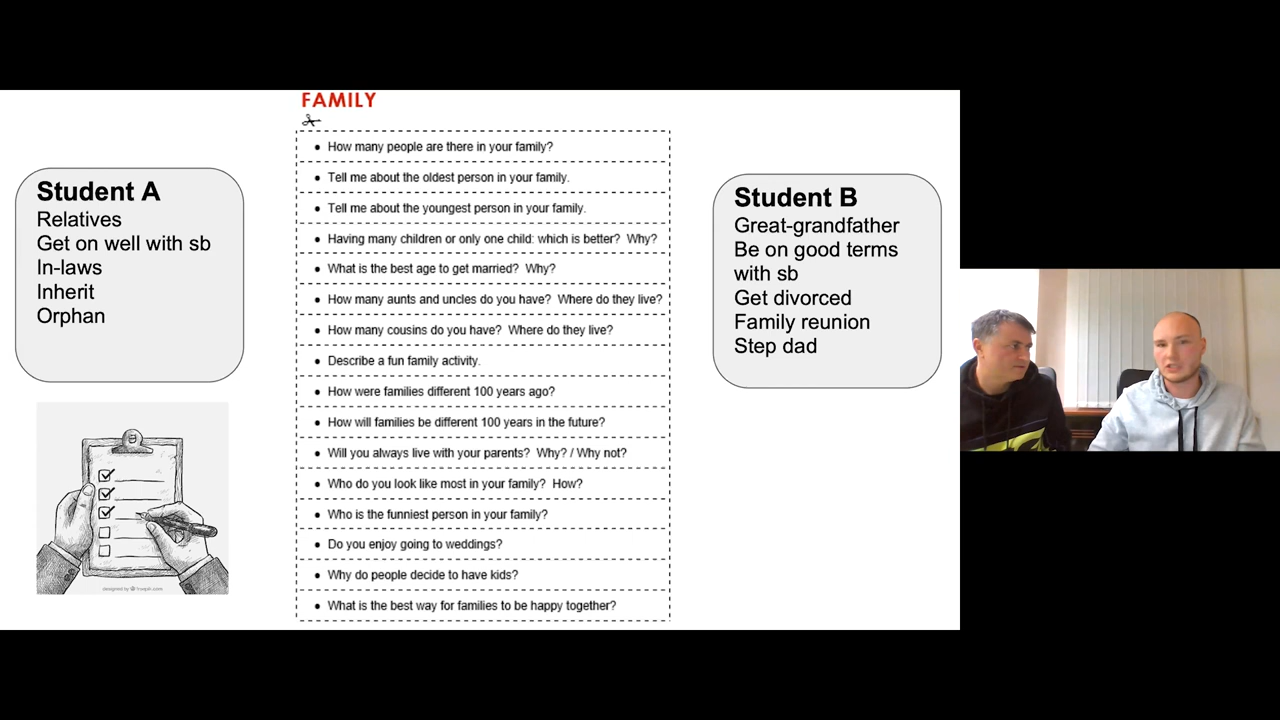 FAMILY
Student A
Relatives
Get on well with sb
In-laws
Inherit
Orphan
• How many people are there in your family?
• Tell me about the oldest person in your family.
• Tell me about the youngest person in your family.
• Having many children or only one child: which is better? Why?
• What is the best age to get married? Why?
• How many aunts and uncles do you have? Where do they live?
• How many cousins do you have? Where do they live?
• Describe a fun family activity.
• How were families different 100 years ago?
• How will families be different 100 years in the future?
• Will you always live with your parents? Why? / Why not?
• Who do you look like most in your family? How?
• Who is the funniest person in your family?
• Do you enjoy going to weddings?
• Why do people decide to have kids?
• What is the best way for families to be happy together?
Student B
Great-grandfather
Be on good terms
with sb
Get divorced
Family reunion
Step dad
designed by freepik.com